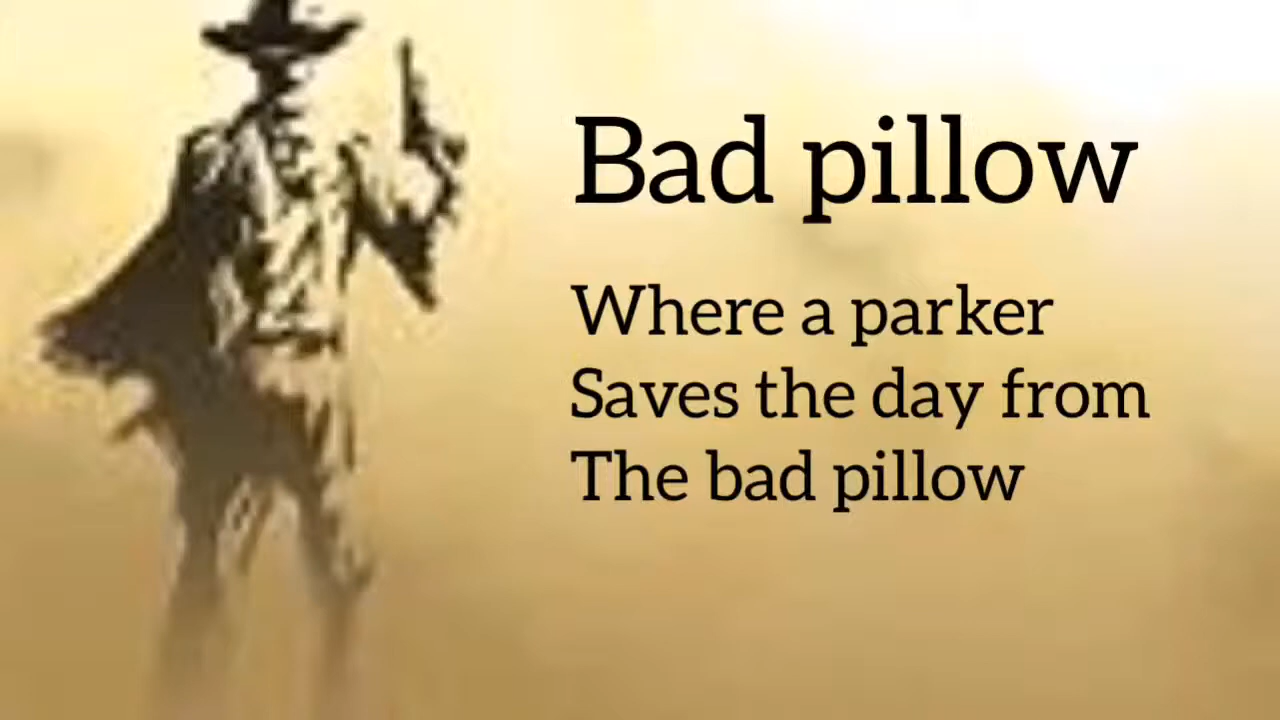 Bad pillow
Where a parker
Saves the day from
The bad pillow